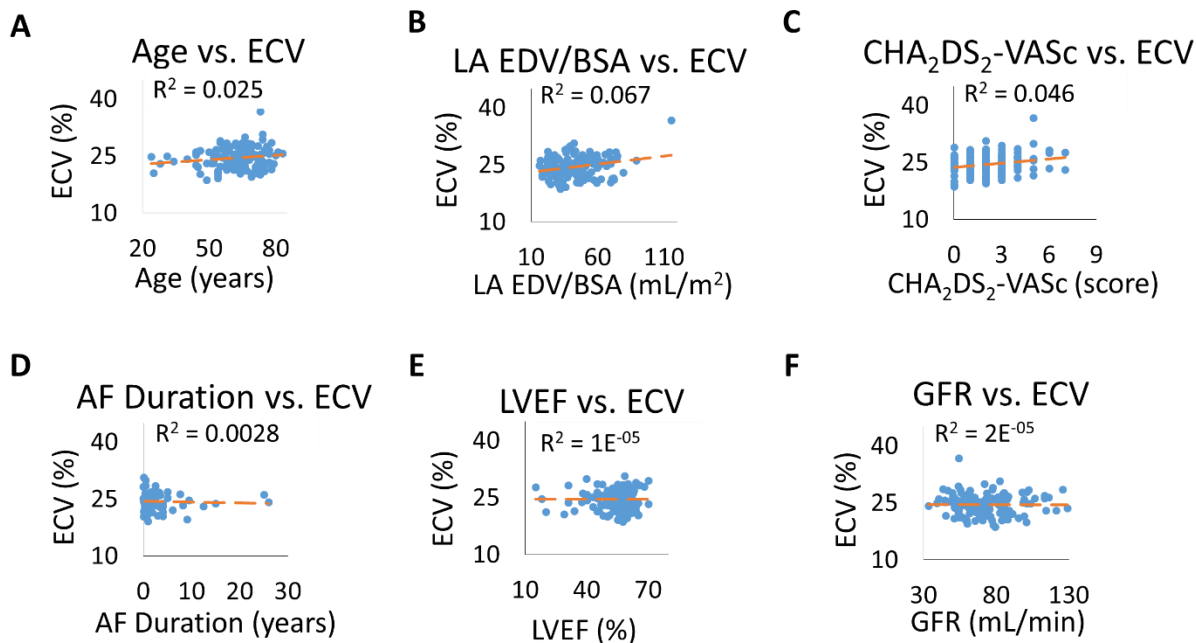 A
Age vs. ECV
R² = 0.025
ECV (%)
40
25
10
20 50 80
Age (years)
B
LA EDV/BSA vs. ECV
R² = 0.067
ECV (%)
40
25
10
10 60 110
LA EDV/BSA (mL/m²)
C
CHA₂DS₂-VASc vs. ECV
R² = 0.046
ECV (%)
40
25
10
0 3 6 9
CHA₂DS₂-VASc (score)
D
AF Duration vs. ECV
R² = 0.0028
ECV (%)
40
25
10
0 10 20 30
AF Duration (years)
E
LVEF vs. ECV
R² = 1E⁻⁰⁵
ECV (%)
40
25
10
10 40 70
LVEF (%)
F
GFR vs. ECV
R² = 2E⁻⁰⁵
ECV (%)
40
25
10
30 80 130
GFR (mL/min)